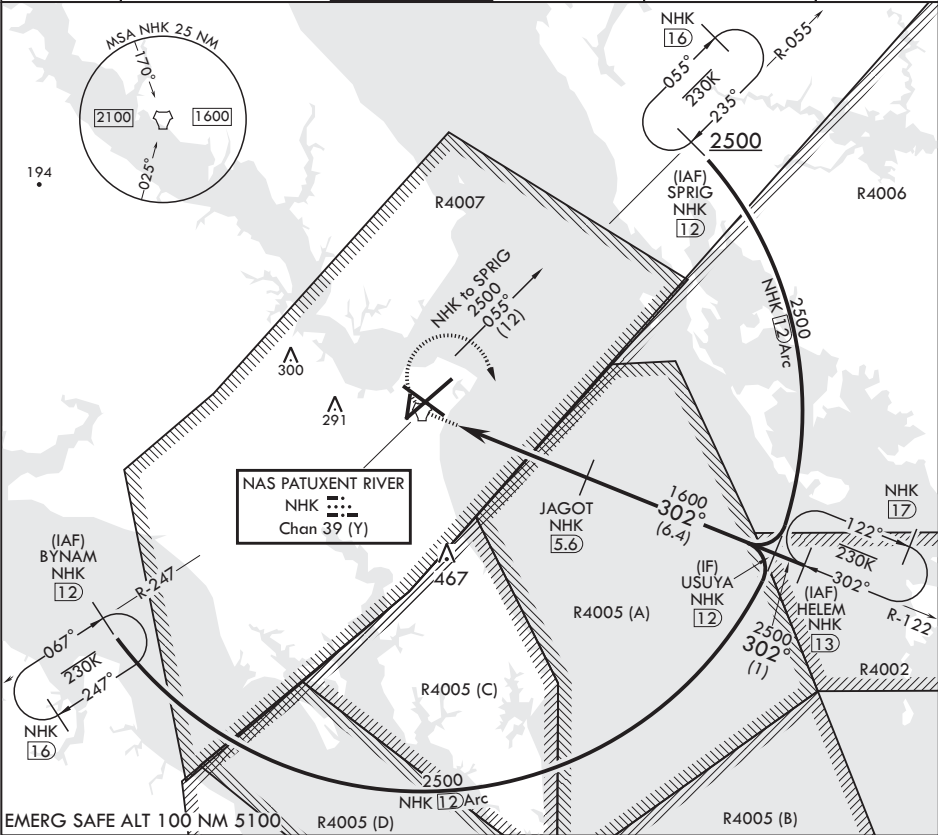 MSA NHK 25 NM
170°
2100
1600
025°
194
NHK
16
R-055
055°
230K
235°
2500
(IAF)
SPRIG
NHK
12
R4006
R4007
NHK to SPRIG
2500
055°
(12)
2500
NHK 12 Arc
300
291
NAS PATUXENT RIVER
NHK
Chan 39 (Y)
JAGOT
NHK
5.6
1600
302°
(6.4)
NHK
17
122°
230K
302°
R-122
(IAF)
HELEM
NHK
13
(IF)
USUYA
NHK
12
2500
302°
(1)
R4002
467
R4005 (A)
R4005 (C)
(IAF)
BYNAM
NHK
12
R-247
067°
230K
247°
NHK
16
2500
NHK 12 Arc
EMERG SAFE ALT 100 NM 5100
R4005 (D)
R4005 (B)